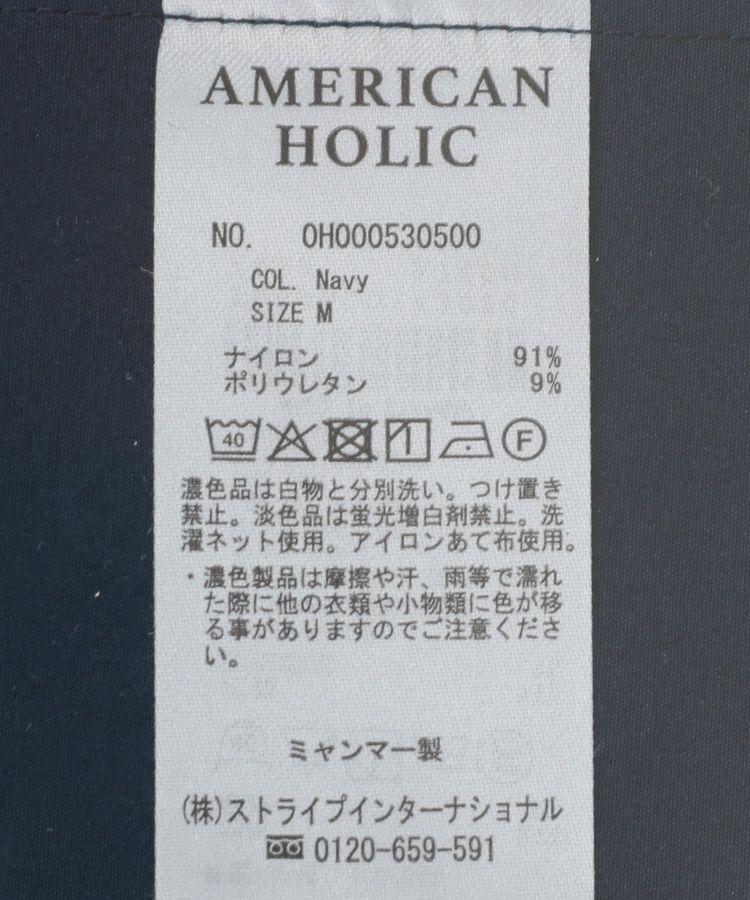 AMERICAN
HOLIC
NO. 0H000530500
COL. Navy
SIZE M
ナイロン 91%
ポリウレタン 9%
40 F
濃色品は白物と分別洗い。つけ置き
禁止。淡色品は蛍光増白剤禁止。洗
濯ネット使用。アイロンあて布使用。
・濃色製品は摩擦や汗、雨等で濡れ
た際に他の衣類や小物類に色が移
る事がありますのでご注意くださ
い。
ミャンマー製
(株)ストライプインターナショナル
0120-659-591